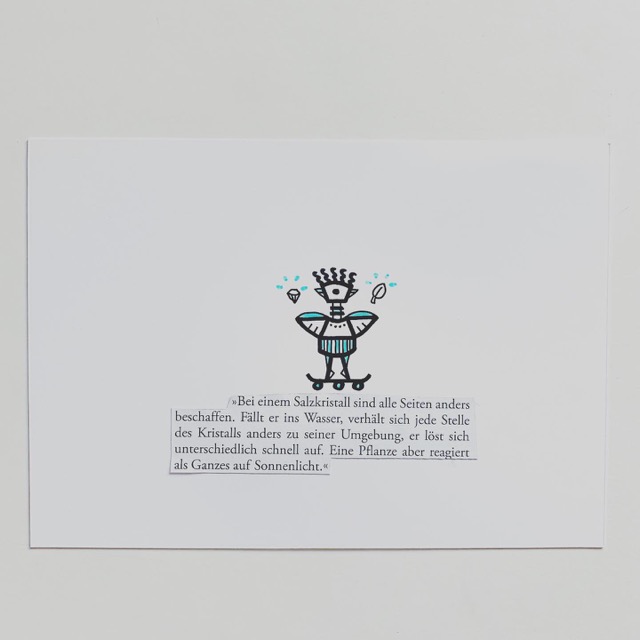 »Bei einem Salzkristall sind alle Seiten anders
beschaffen. Fällt er ins Wasser, verhält sich jede Stelle
des Kristalls anders zu seiner Umgebung, er löst sich
unterschiedlich schnell auf. Eine Pflanze aber reagiert
als Ganzes auf Sonnenlicht.«